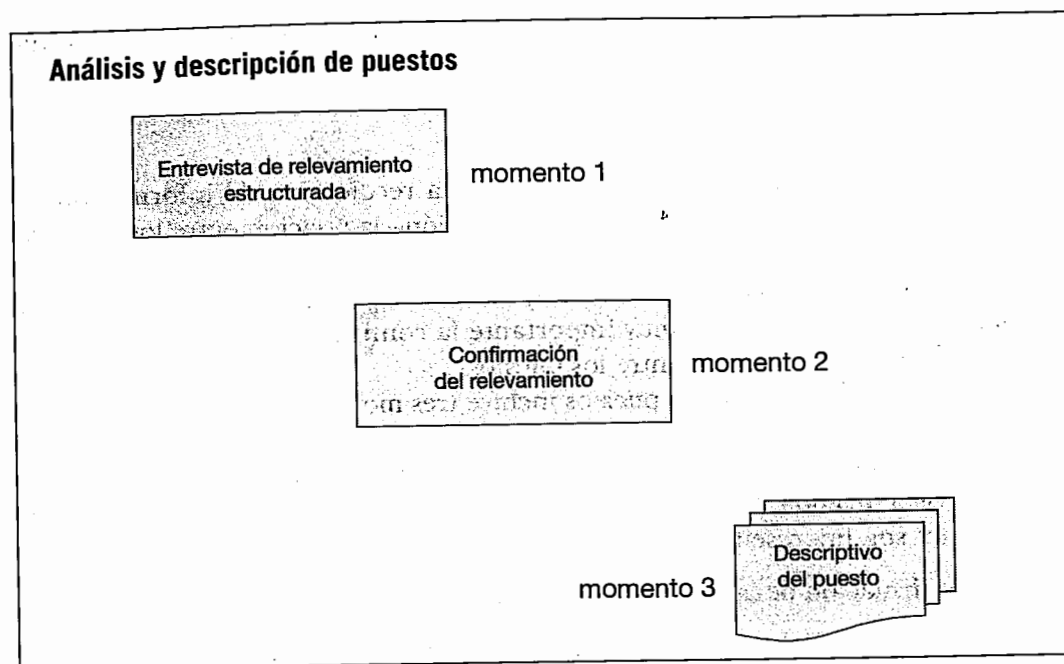 Análisis y descripción de puestos
Entrevista de relevamiento
estructurada
momento 1
Confirmación
del relevamiento
momento 2
Descriptivo
del puesto
momento 3